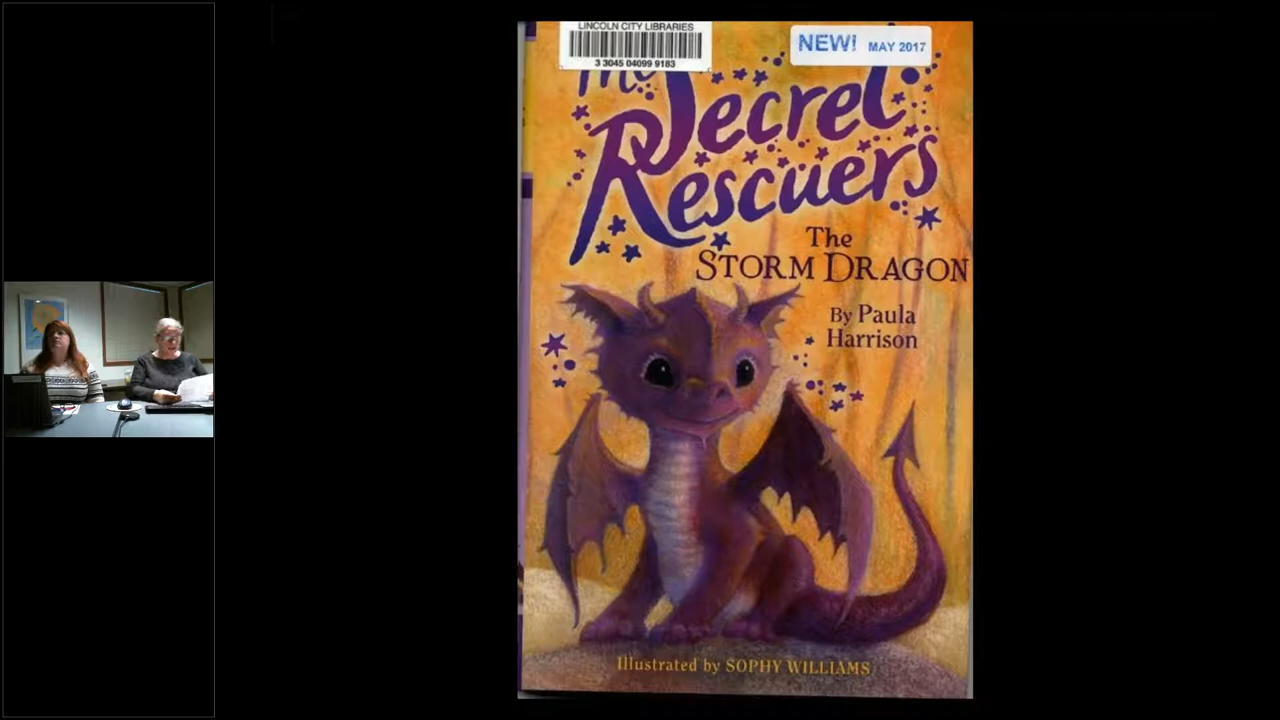 LINCOLN CITY LIBRARIES
3 3045 04099 9183
NEW! MAY 2017
The Secret
Rescuers
The
STORM DRAGON
By Paula
Harrison
Illustrated by SOPHY WILLIAMS